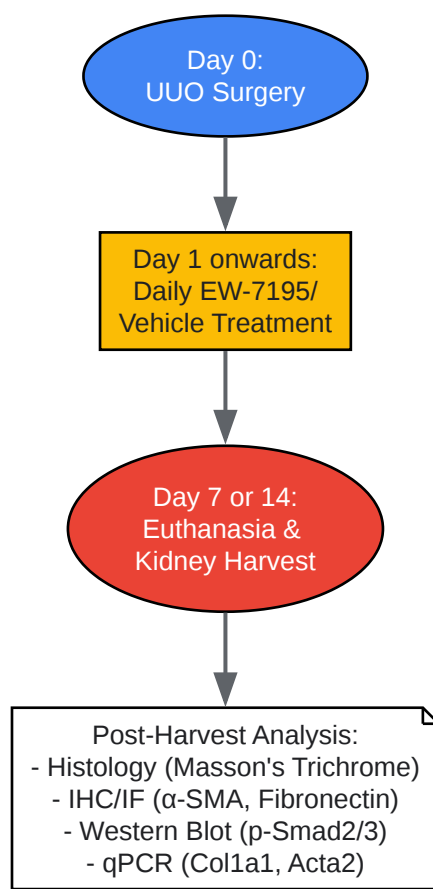 Day 0:
UUO Surgery
Day 1 onwards:
Daily EW-7195/
Vehicle Treatment
Day 7 or 14:
Euthanasia &
Kidney Harvest
Post-Harvest Analysis:
- Histology (Masson's Trichrome)
- IHC/IF (α-SMA, Fibronectin)
- Western Blot (p-Smad2/3)
- qPCR (Col1a1, Acta2)